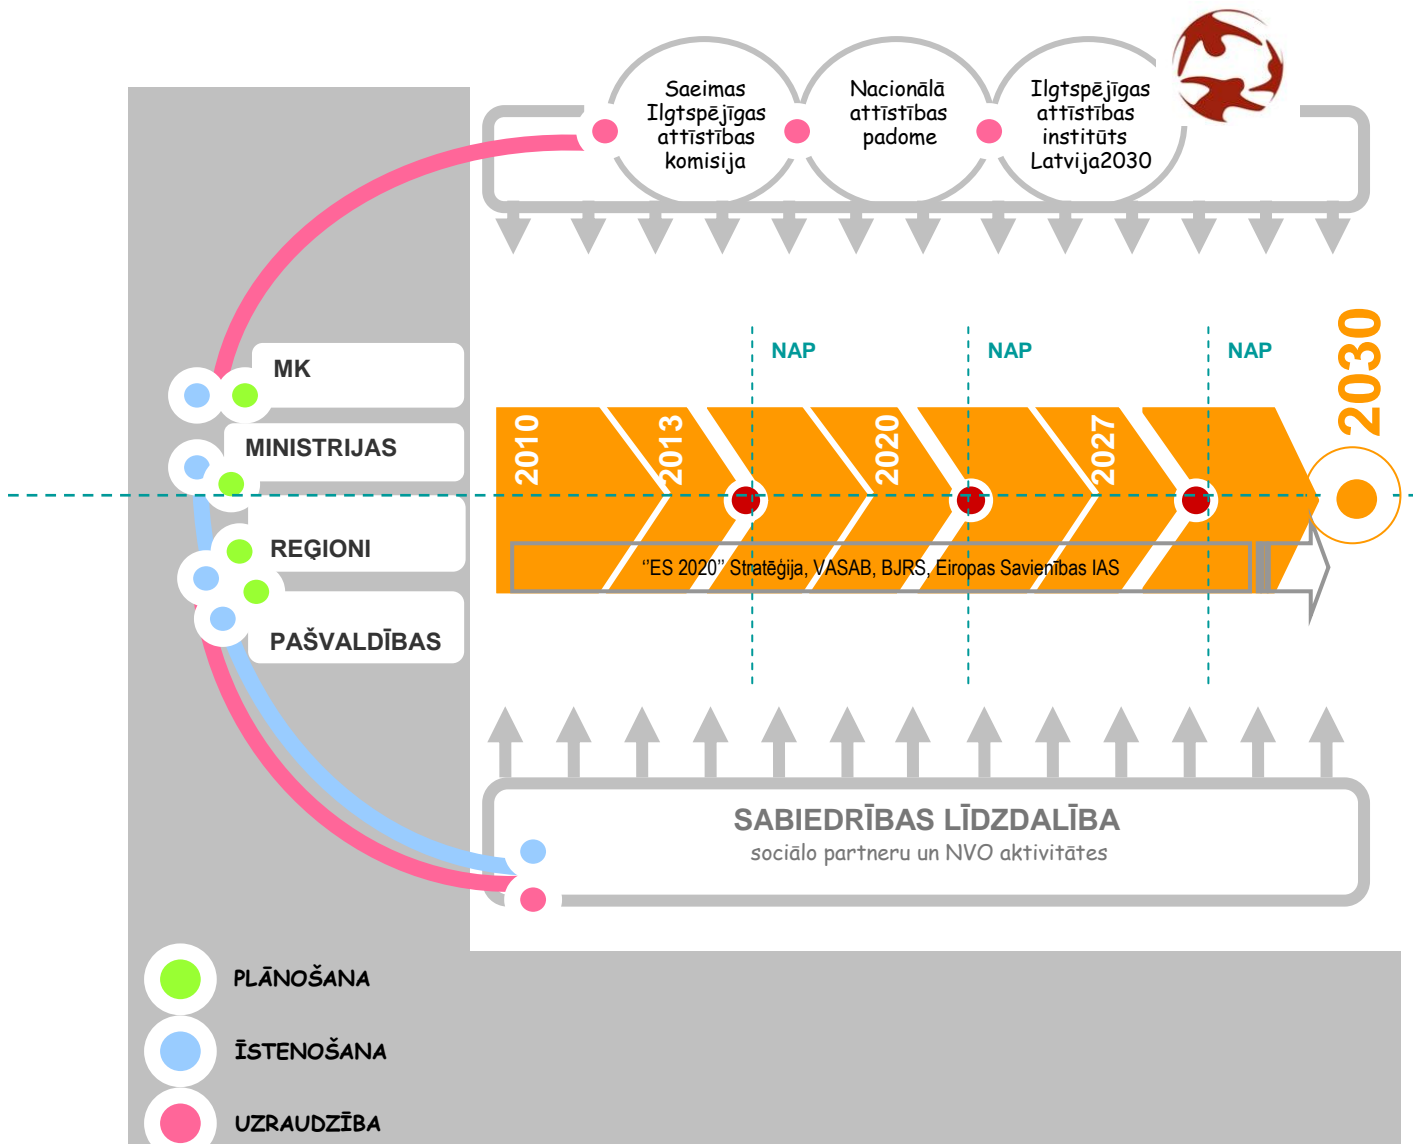 Saeimas
Ilgtspējīgas
attīstības
komisija
Nacionālā
attīstības
padome
Ilgtspējīgas
attīstības
institūts
Latvija2030
MK
MINISTRIJAS
REĢIONI
PAŠVALDĪBAS
NAP
NAP
NAP
2010
2013
2020
2027
2030
‘’ES 2020’’ Stratēģija, VASAB, BJRS, Eiropas Savienības IAS
SABIEDRĪBAS LĪDZDALĪBA
sociālo partneru un NVO aktivitātes
PLĀNOŠANA
ĪSTENOŠANA
UZRAUDZĪBA